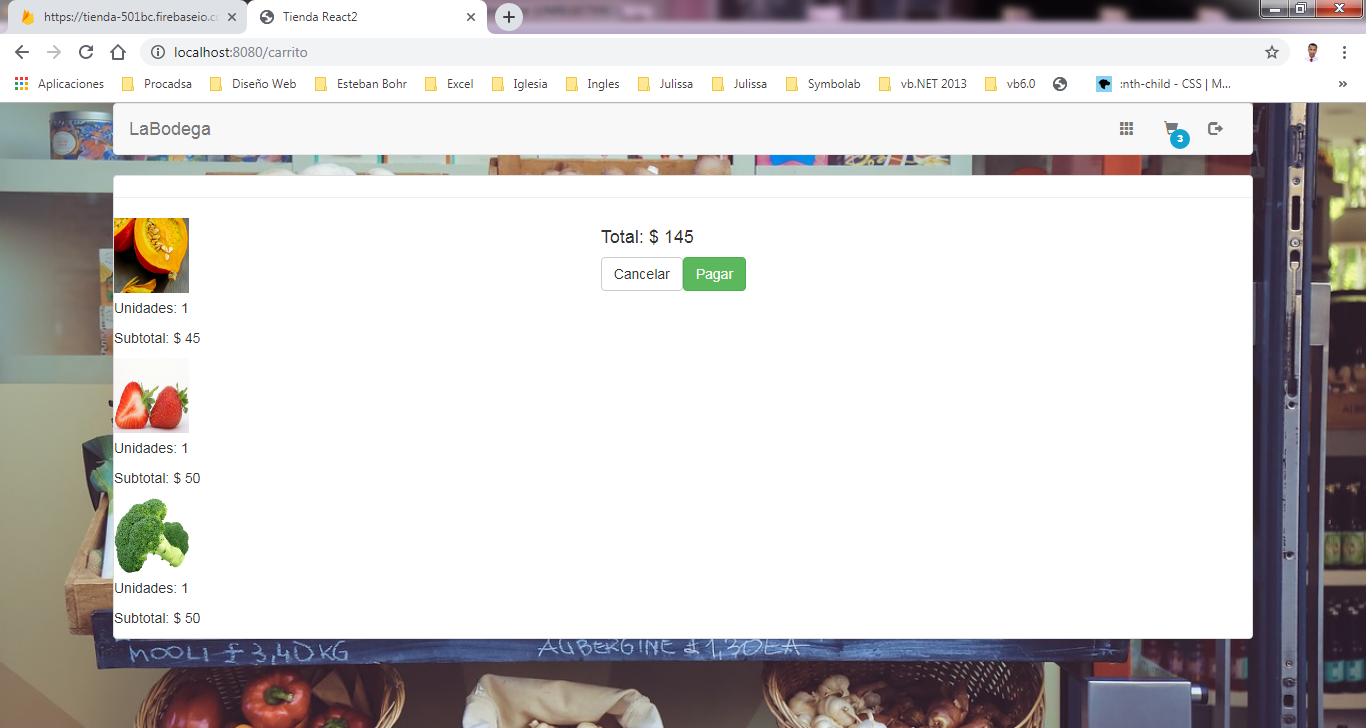 https://tienda-501bc.firebaseio.c
Tienda React2
localhost:8080/carrito
Aplicaciones Procadsa Diseño Web Esteban Bohr Excel Iglesia Ingles Julissa Julissa Symbolab vb.NET 2013 vb6.0 :nth-child - CSS | M...
LaBodega
3
Total: $ 145
Cancelar Pagar
Unidades: 1
Subtotal: $ 45
Unidades: 1
Subtotal: $ 50
Unidades: 1
Subtotal: $ 50
MOOLI £ 3,40KG
AUBERGINE £1,30EA